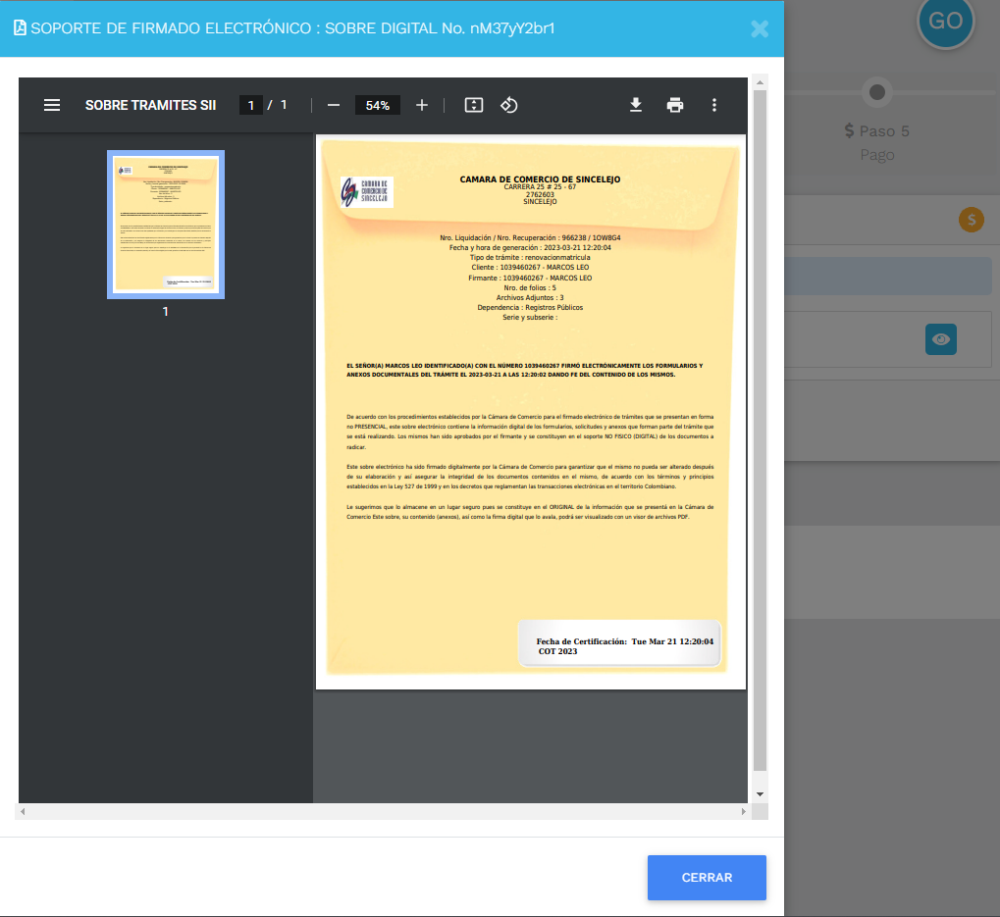 SOPORTE DE FIRMADO ELECTRÓNICO : SOBRE DIGITAL No. nM37yY2br1
GO
SOBRE TRAMITES SII
1 / 1
54%
$ Paso 5
Pago
1
CAMARA DE
COMERCIO DE
SINCELEJO
CAMARA DE COMERCIO DE SINCELEJO
CARRERA 25 # 25 - 67
2762603
SINCELEJO
Nro. Liquidación / Nro. Recuperación : 966238 / 1OW8G4
Fecha y hora de generación : 2023-03-21 12:20:04
Tipo de trámite : renovacionmatricula
Cliente : 1039460267 - MARCOS LEO
Firmante : 1039460267 - MARCOS LEO
Nro. de folios : 5
Archivos Adjuntos : 3
Dependencia : Registros Públicos
Serie y subserie :
EL SEÑOR(A) MARCOS LEO IDENTIFICADO(A) CON EL NÚMERO 1039460267 FIRMÓ ELECTRÓNICAMENTE LOS FORMULARIOS Y
ANEXOS DOCUMENTALES DEL TRÁMITE EL 2023-03-21 A LAS 12:20:02 DANDO FE DEL CONTENIDO DE LOS MISMOS.
De acuerdo con los procedimientos establecidos por la Cámara de Comercio para el firmado electrónico de trámites que se presentan en forma
no PRESENCIAL, este sobre electrónico contiene la información digital de los formularios, solicitudes y anexos que forman parte del trámite que
se está realizando. Los mismos han sido aprobados por el firmante y se constituyen en el soporte NO FISICO (DIGITAL) de los documentos a
radicar.
Este sobre electrónico ha sido firmado digitalmente por la Cámara de Comercio para garantizar que el mismo no pueda ser alterado después
de su elaboración y así asegurar la integridad de los documentos contenidos en el mismo, de acuerdo con los términos y principios
establecidos en la Ley 527 de 1999 y en los decretos que reglamentan las transacciones electrónicas en el territorio Colombiano.
Le sugerimos que lo almacene en un lugar seguro pues se constituye en el ORIGINAL de la información que se presentá en la Cámara de
Comercio Este sobre, su contenido (anexos), así como la firma digital que lo avala, podrá ser visualizado con un visor de archivos PDF.
Fecha de Certificación: Tue Mar 21 12:20:04
COT 2023
$
CERRAR